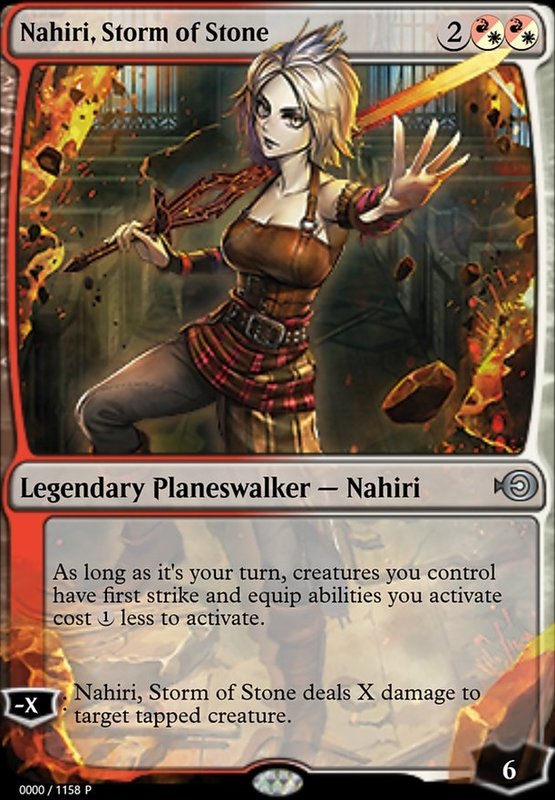 Nahiri, Storm of Stone 2
Legendary Planeswalker — Nahiri
As long as it's your turn, creatures you control
have first strike and equip abilities you activate
cost 1 less to activate.
-X : Nahiri, Storm of Stone deals X damage to
target tapped creature.
6
0000 / 1158 P